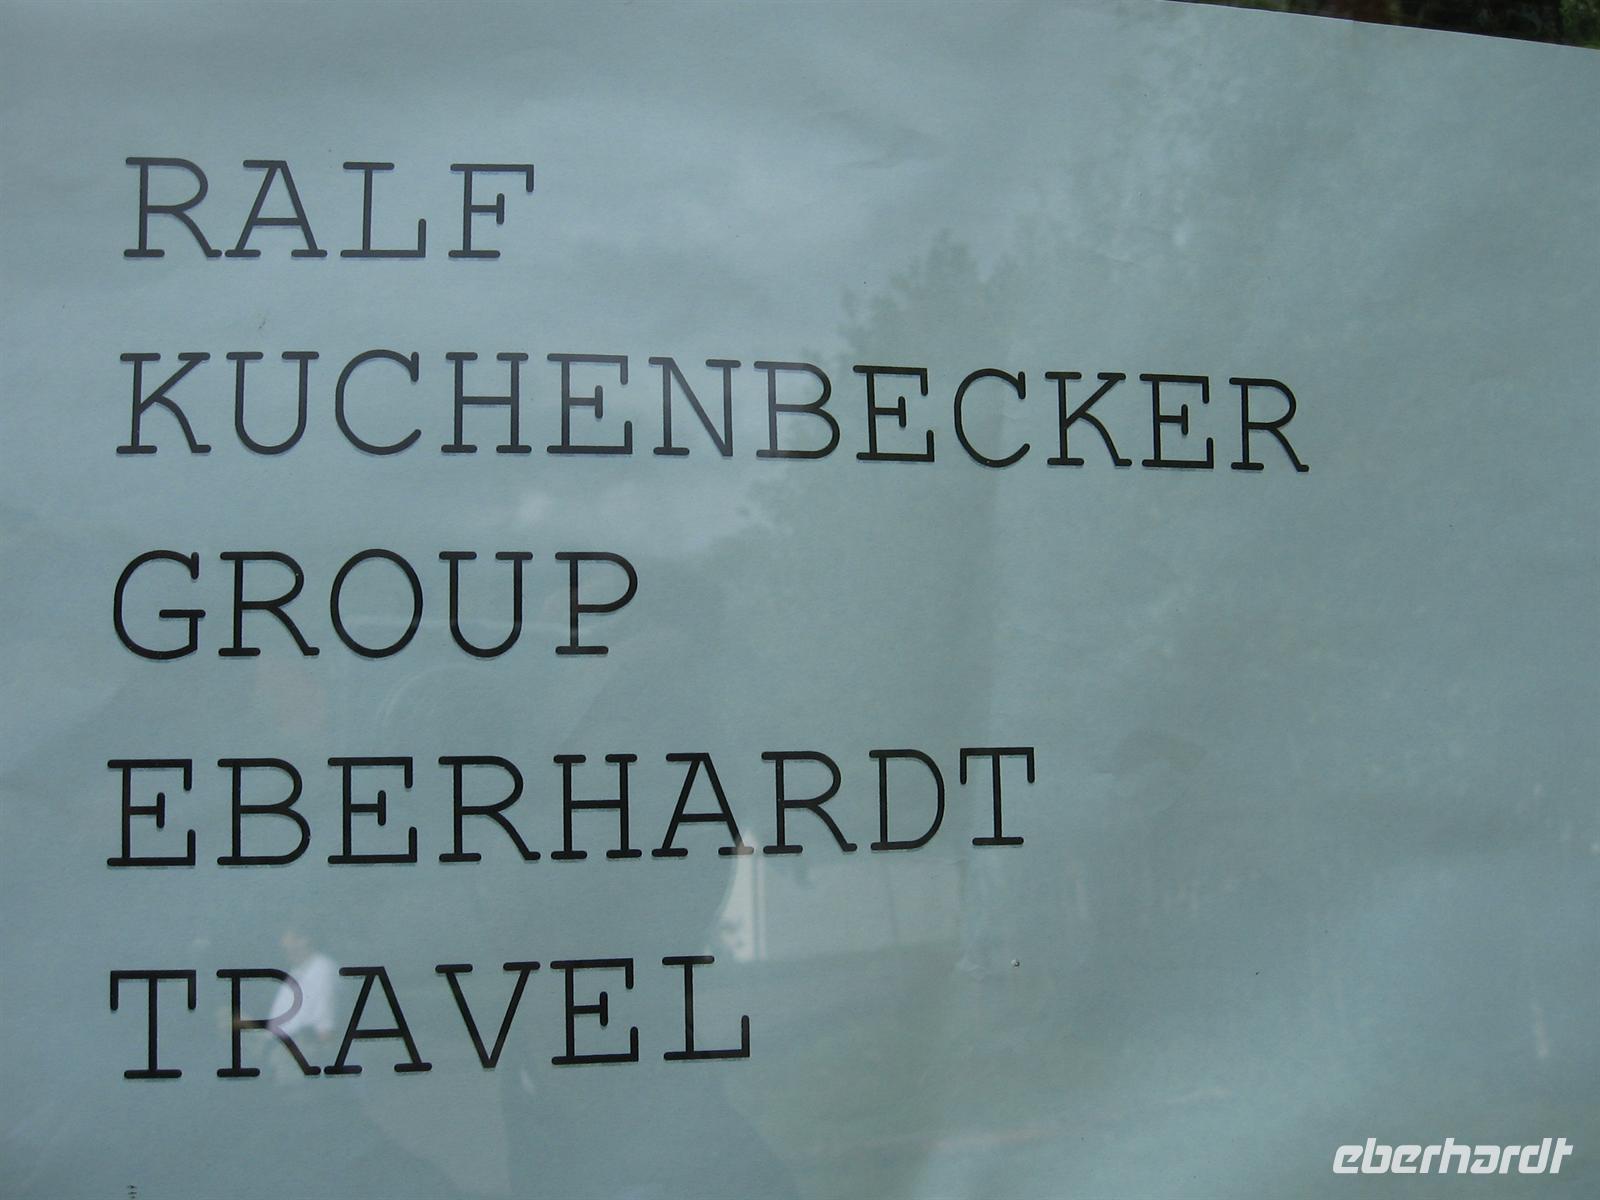 RALF
KUCHENBECKER
GROUP
EBERHARDT
TRAVEL
eberhardt